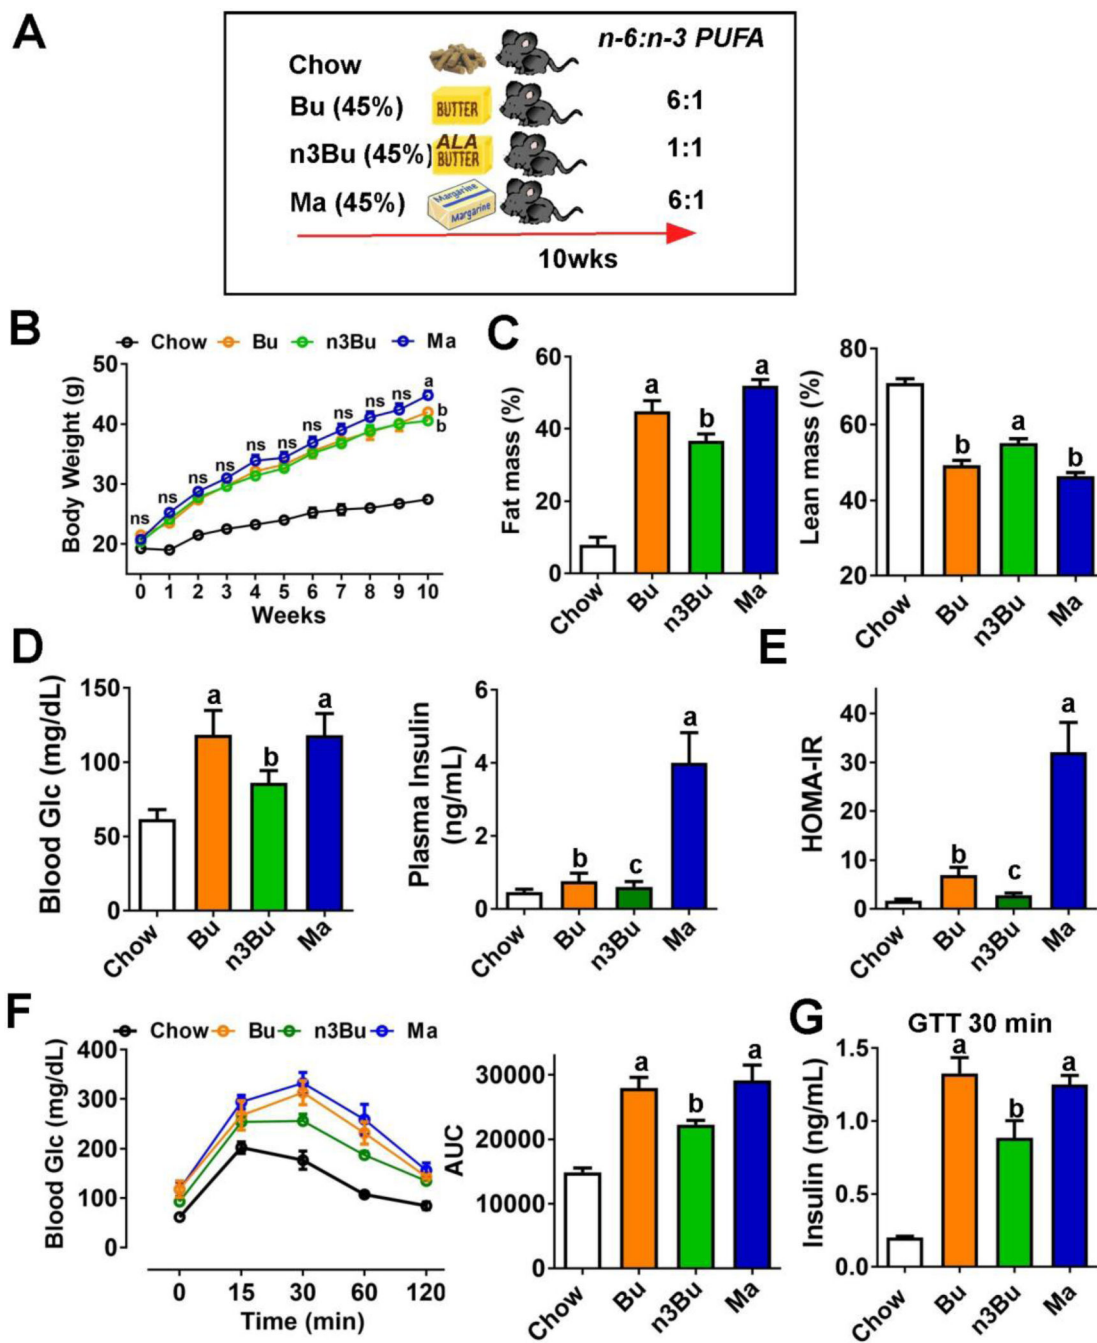 A
n-6:n-3 PUFA
Chow
Bu (45%) BUTTER 6:1
n3Bu (45%) ALA BUTTER 1:1
Ma (45%) Margarine Margarine 6:1
10wks
B
Chow Bu n3Bu Ma
Body Weight (g)
50
40
30
20
ns ns ns ns ns ns ns ns ns ns a
b
b
0 1 2 3 4 5 6 7 8 9 10
Weeks
C
Fat mass (%)
60
40
20
0
a b a
Chow Bu n3Bu Ma
Lean mass (%)
80
60
40
20
b a b
Chow Bu n3Bu Ma
D
Blood Glc (mg/dL)
150
100
50
0
a b a
Chow Bu n3Bu Ma
Plasma Insulin
(ng/mL)
6
4
2
0
b c a
Chow Bu n3Bu Ma
E
HOMA-IR
40
30
20
10
0
b c a
Chow Bu n3Bu Ma
F
Chow Bu n3Bu Ma
Blood Glc (mg/dL)
400
300
200
100
0
0 15 30 60 120
Time (min)
AUC
30000
20000
10000
0
a b a
Chow Bu n3Bu Ma
G
GTT 30 min
Insulin (ng/mL)
1.5
1.0
0.5
0.0
a b a
Chow Bu n3Bu Ma